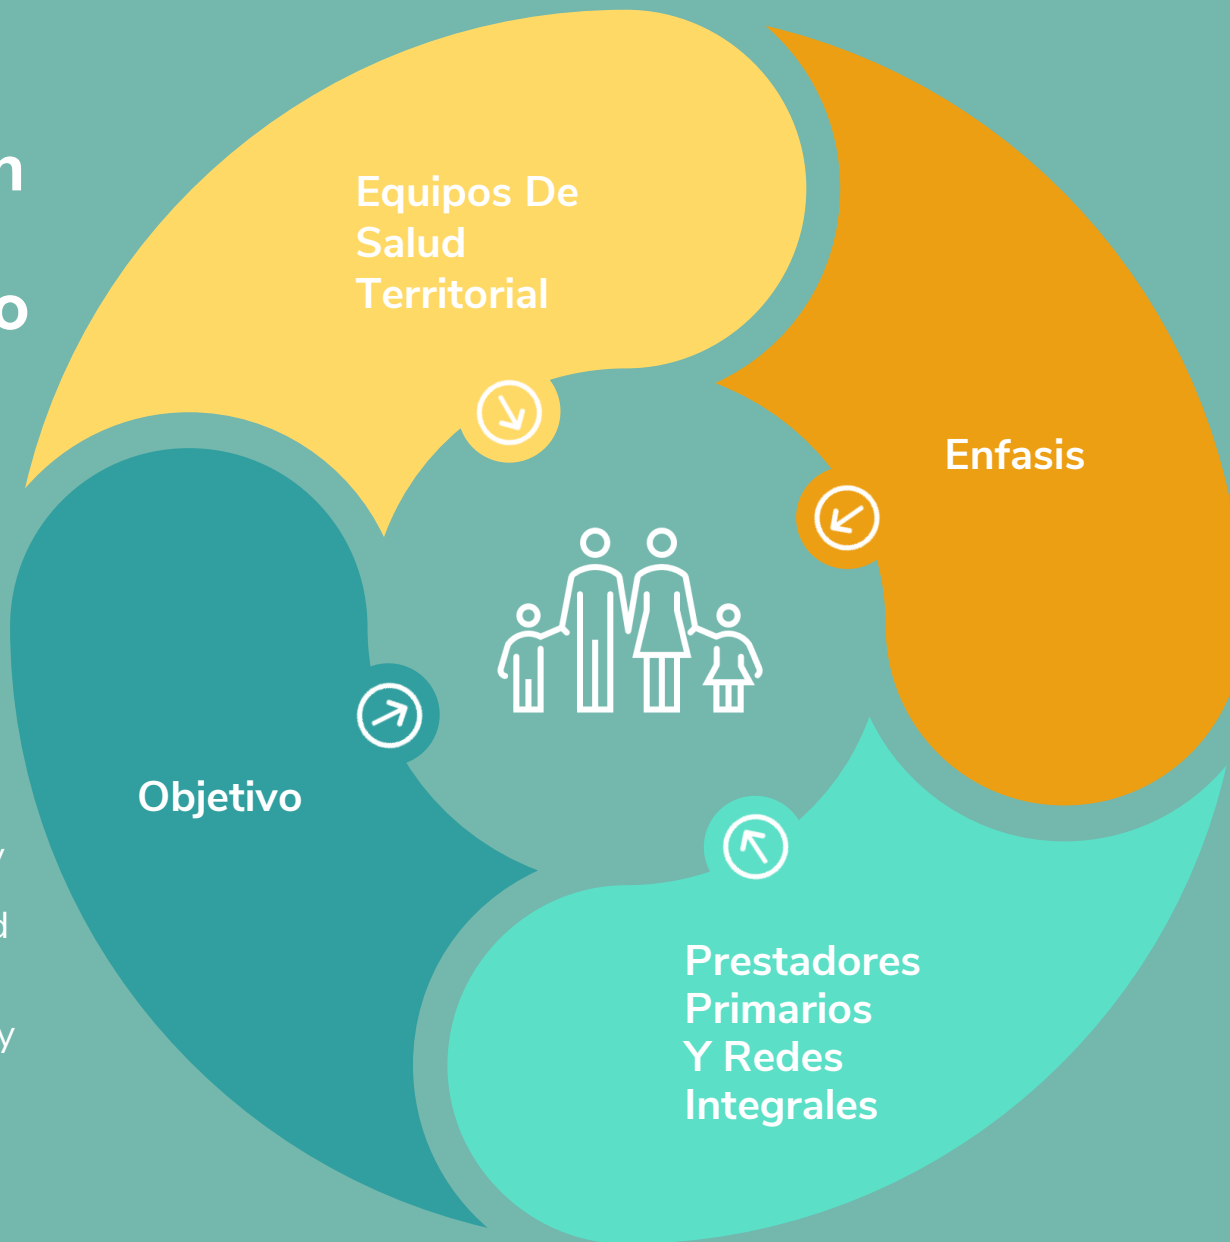 Equipos De
Salud
Territorial
Enfasis
Objetivo
Prestadores
Primarios
Y Redes
Integrales